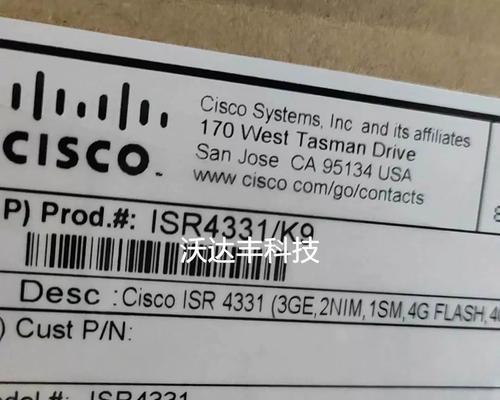 CISCO
Cisco Systems, Inc and its affiliates
170 West Tasman Drive
San Jose CA 95134 USA
www cisco com/go/contacts
P) Prod.#: ISR4331/K9
沃达丰科技
Desc :Cisco ISR 4331 (3GE,2NIM,1SM,4G FLASH,
) Cust P/N:
#: ISR4331